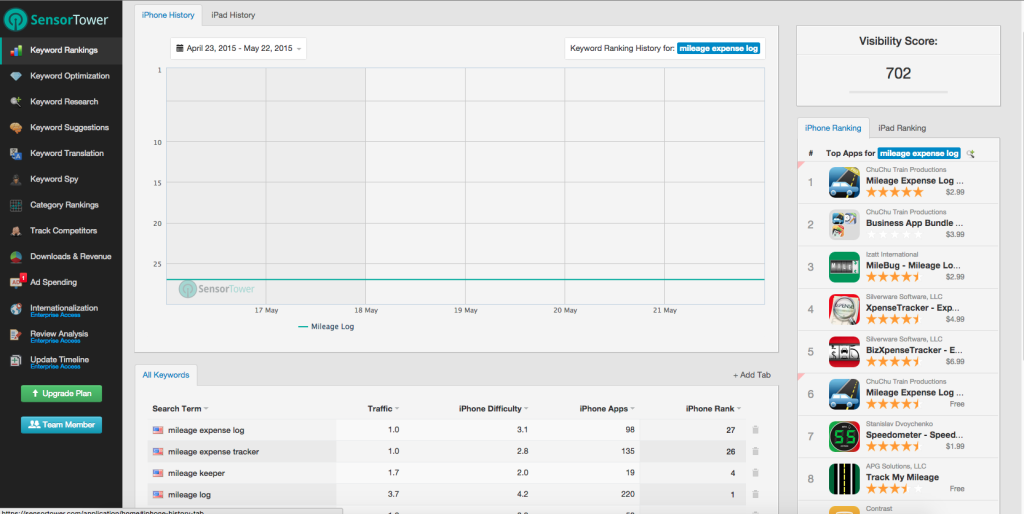 SensorTower
Keyword Rankings
Keyword Optimization
Keyword Research
Keyword Suggestions
Keyword Translation
Keyword Spy
Category Rankings
Track Competitors
Downloads & Revenue
1
Ad Spending
Internationalization
Enterprise Access
Review Analysis
Enterprise Access
Update Timeline
Enterprise Access
Upgrade Plan
Team Member
iPhone History iPad History
April 23, 2015 - May 22, 2015
Keyword Ranking History for: mileage expense log
1
10
15
20
25
SensorTower
17 May 18 May 19 May 20 May 21 May
Mileage Log
All Keywords + Add Tab
Search Term Traffic iPhone Difficulty iPhone Apps iPhone Rank
mileage expense log 1.0 3.1 98 27
mileage expense tracker 1.0 2.8 135 26
mileage keeper 1.7 2.0 19 4
mileage log 3.7 4.2 220 1
Visibility Score:
702
iPhone Ranking iPad Ranking
# Top Apps for mileage expense log
ChuChu Train Productions
1 Mileage Expense Log ...
$2.99
ChuChu Train Productions
2 Business App Bundle ...
$3.99
Izatt International
3 MileBug - Mileage Lo...
$2.99
Silverware Software, LLC
4 XpenseTracker - Exp...
$4.99
Silverware Software, LLC
5 BizXpenseTracker - E...
$6.99
ChuChu Train Productions
6 Mileage Expense Log ...
Free
Stanislav Dvoychenko
7 Speedometer - Speed...
$1.99
APG Solutions, LLC
8 Track My Mileage
Free
Contrast